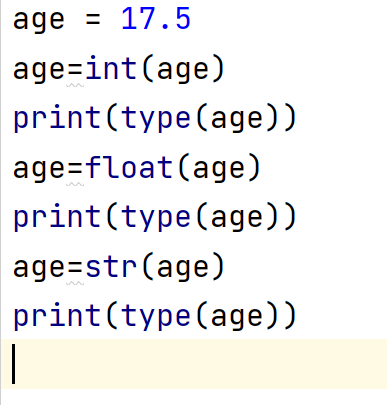 age = 17.5
age=int(age)
print(type(age))
age=float(age)
print(type(age))
age=str(age)
print(type(age))